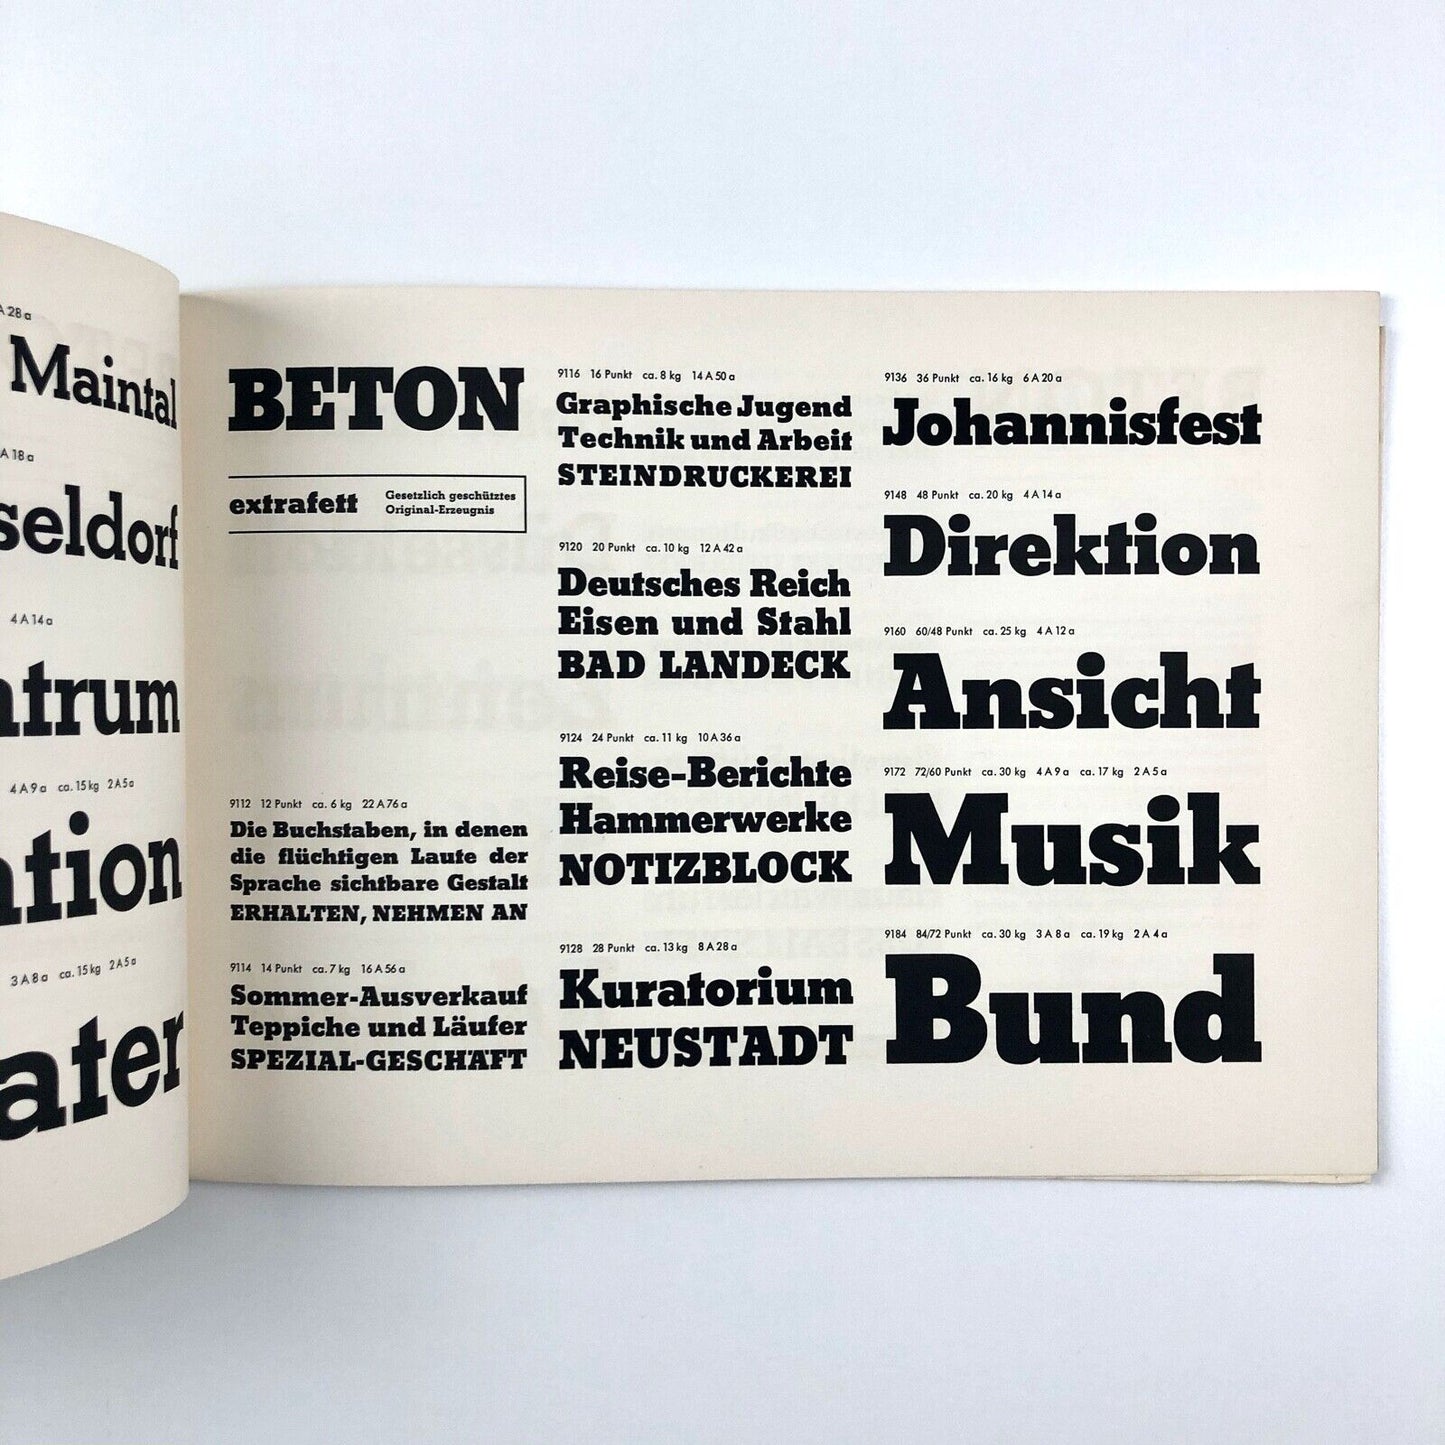 A 28 a
Maintal
A 18 a
seldorf
4 A 14 a
ntrum
4 A 9 a ca. 15 kg 2 A 5 a
ation
3 A 8 a ca. 15 kg 2 A 5 a
ater
BETON
extrafett
Gesetzlich geschütztes
Original-Erzeugnis
9112 12 Punkt ca. 6 kg 22 A 76 a
Die Buchstaben, in denen
die flüchtigen Laute der
Sprache sichtbare Gestalt
ERHALTEN, NEHMEN AN
9114 14 Punkt ca. 7 kg 16 A 56 a
Sommer-Ausverkauf
Teppiche und Läufer
SPEZIAL-GESCHÄFT
9116 16 Punkt ca. 8 kg 14 A 50 a
Graphische Jugend
Technik und Arbeit
STEINDRUCKEREI
9120 20 Punkt ca. 10 kg 12 A 42 a
Deutsches Reich
Eisen und Stahl
BAD LANDECK
9124 24 Punkt ca. 11 kg 10 A 36 a
Reise-Berichte
Hammerwerke
NOTIZBLOCK
9128 28 Punkt ca. 13 kg 8 A 28 a
Kuratorium
NEUSTADT
9136 36 Punkt ca. 16 kg 6 A 20 a
Johannisfest
9148 48 Punkt ca. 20 kg 4 A 14 a
Direktion
9160 60/48 Punkt ca. 25 kg 4 A 12 a
Ansicht
9172 72/60 Punkt ca. 30 kg 4 A 9 a ca. 17 kg 2 A 5 a
Musik
9184 84/72 Punkt ca. 30 kg 3 A 8 a ca. 19 kg 2 A 4 a
Bund